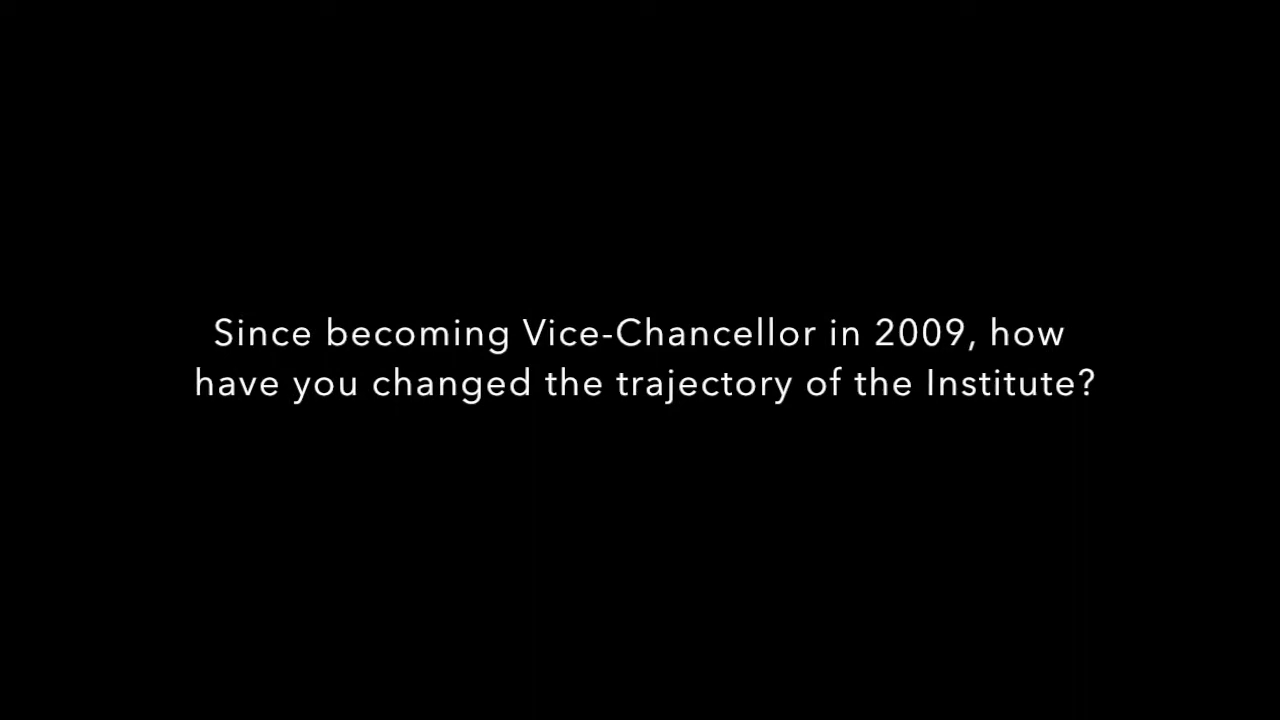 Since becoming Vice-Chancellor in 2009, how
have you changed the trajectory of the Institute?